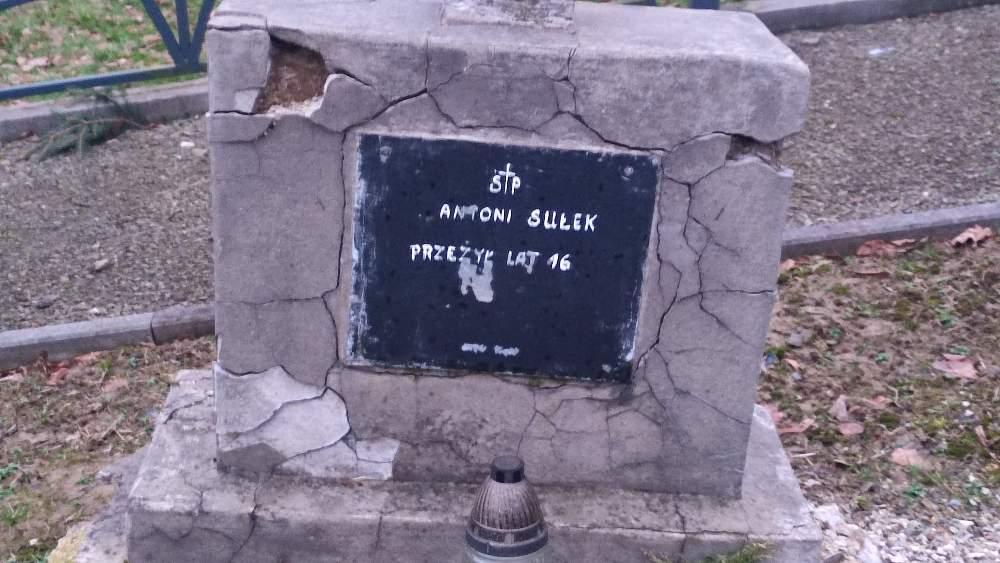 Ś†P
ANTONI SUŁEK
PRZEŻYŁ LAT 16